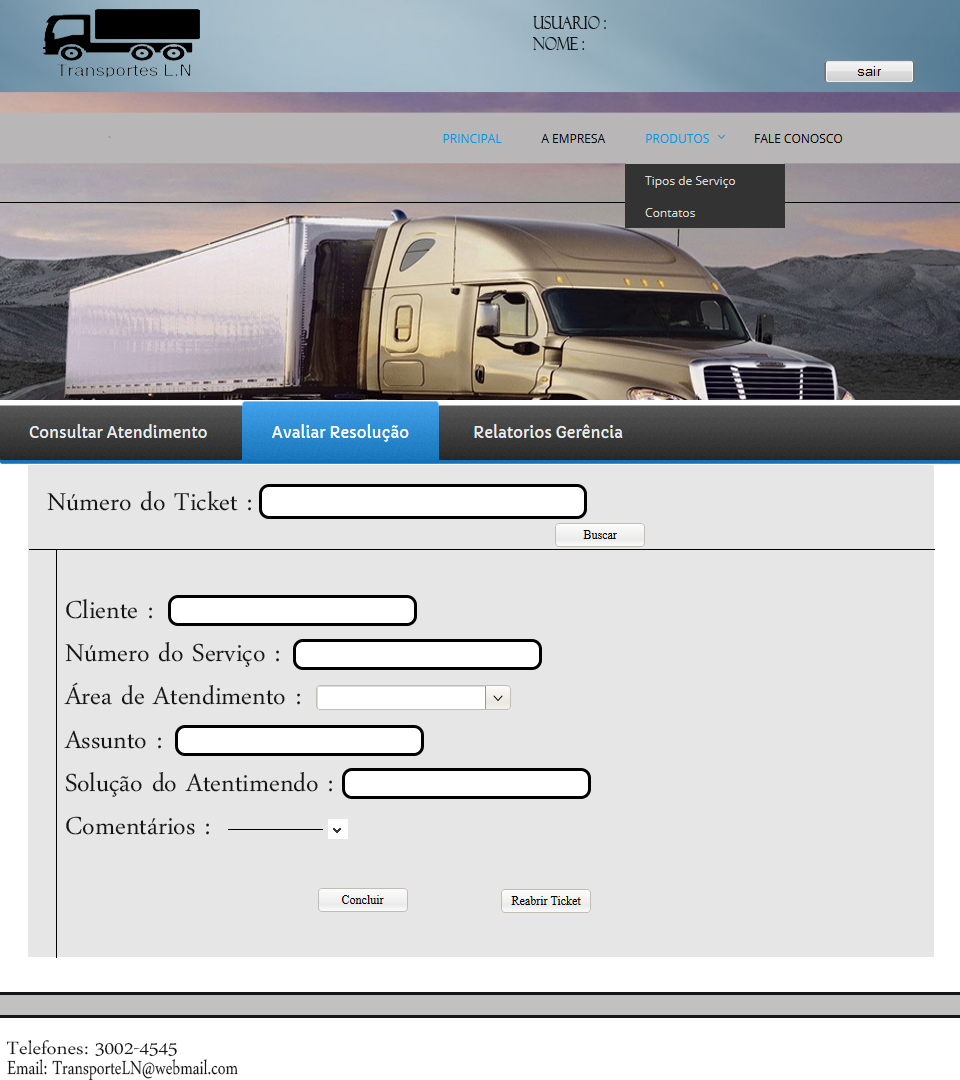 Transportes L.N
USUARIO :
NOME :
sair
PRINCIPAL A EMPRESA PRODUTOS FALE CONOSCO
Tipos de Serviço
Contatos
Consultar Atendimento Avaliar Resolução Relatorios Gerência
Número do Ticket :
Buscar
Cliente :
Número do Serviço :
Área de Atendimento :
Assunto :
Solução do Atentimendo :
Comentários :
Concluir Reabrir Ticket
Telefones: 3002-4545
Email: TransporteLN@webmail.com